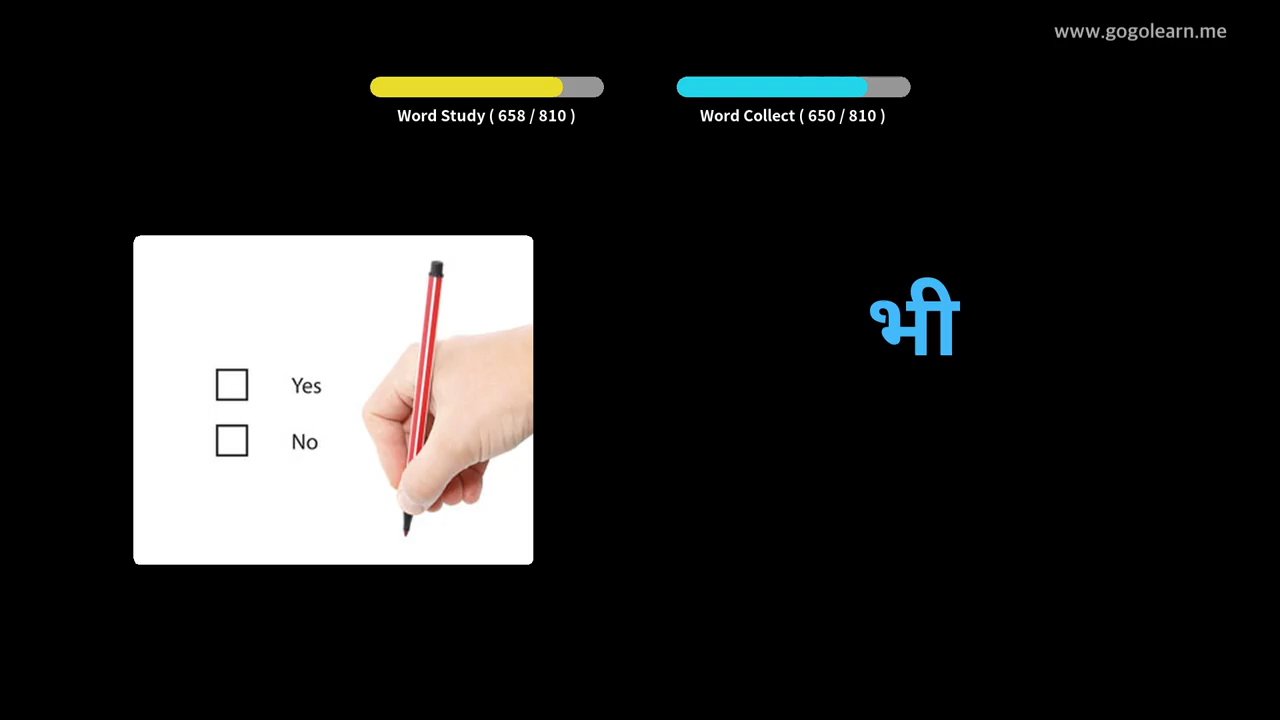 www.gogolearn.me
Word Study ( 658 / 810 )
Word Collect ( 650 / 810 )
Yes
No
भी